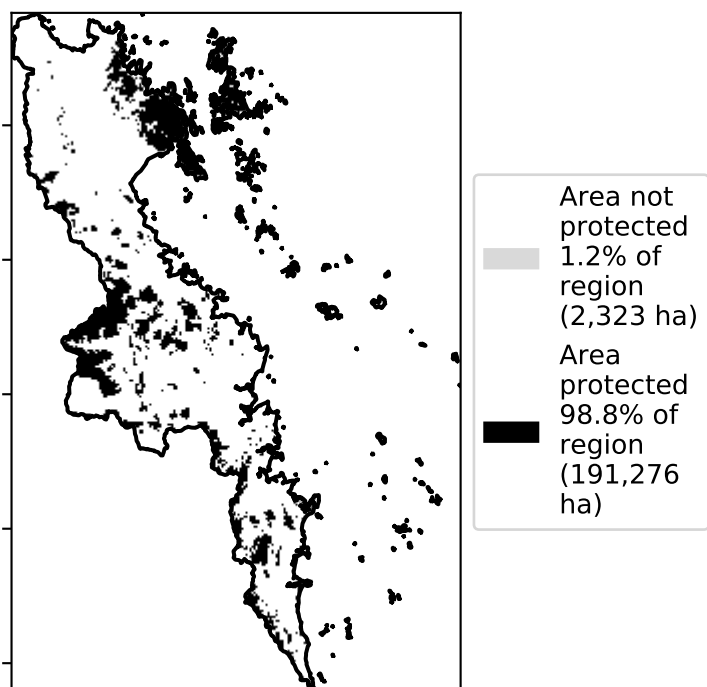 Area not
protected
1.2% of
region
(2,323 ha)
Area
protected
98.8% of
region
(191,276
ha)